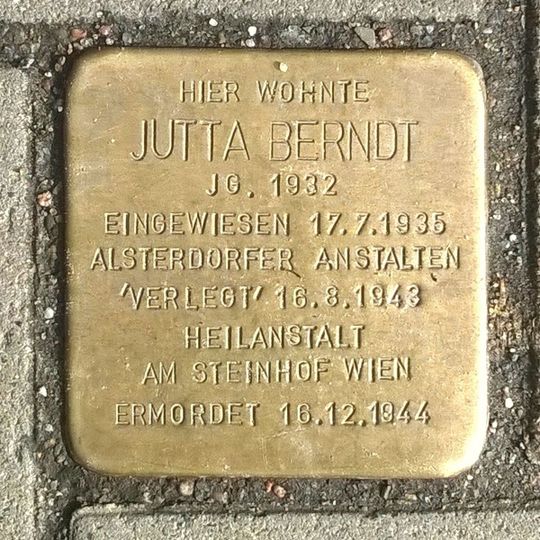 HIER WOHNTE
JUTTA BERNDT
JG. 1932
EINGEWIESEN 17.7.1935
ALSTERDORFER ANSTALTEN
'VERLEGT' 16.8.1943
HEILANSTALT
AM STEINHOF WIEN
ERMORDET 16.12.1944